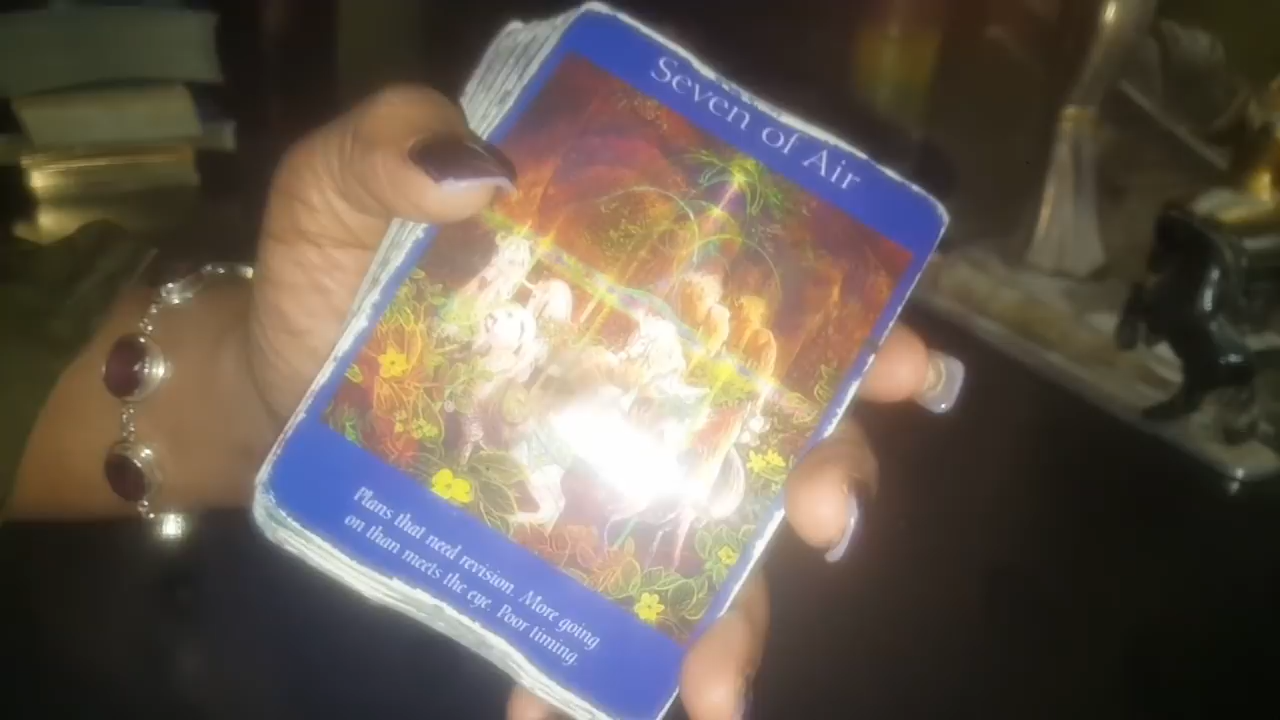 Seven of Air
Plans that need revision. More going
on than meets the eye. Poor timing.